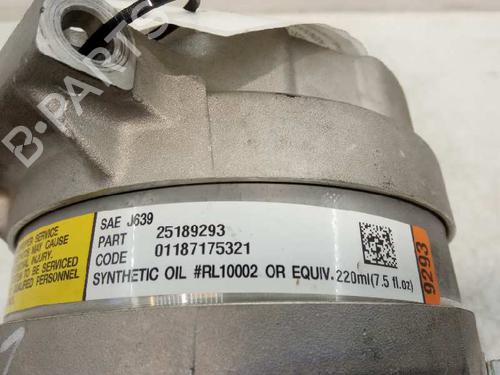 B-PARTS
SAE J639
PART 25189293
CODE 01187175321
SYNTHETIC OIL #RL10002 OR EQUIV. 220ml(7.5 fl.oz)
9293
SERVICE
MAY CAUSE
INJURY.
TO BE SERVICED
PERSONNEL